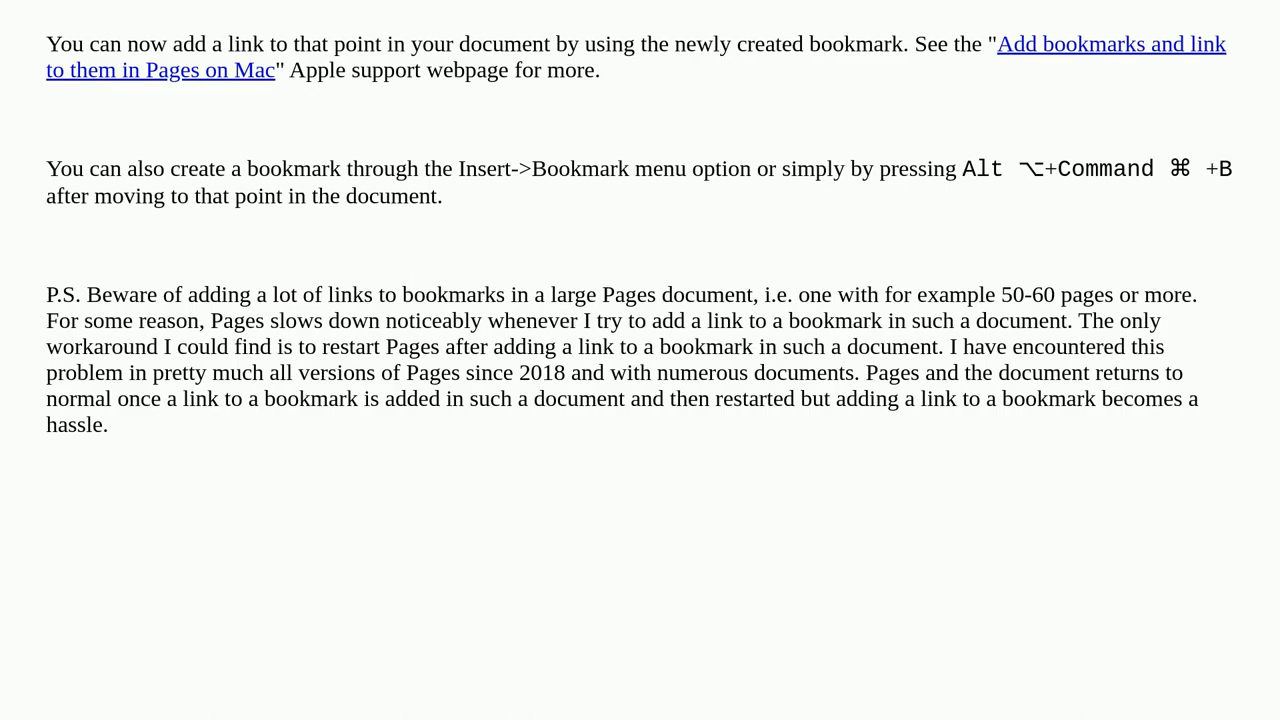 You can now add a link to that point in your document by using the newly created bookmark. See the "Add bookmarks and link
to them in Pages on Mac" Apple support webpage for more.
You can also create a bookmark through the Insert->Bookmark menu option or simply by pressing Alt ⌥+Command ⌘ +B
after moving to that point in the document.
P.S. Beware of adding a lot of links to bookmarks in a large Pages document, i.e. one with for example 50-60 pages or more.
For some reason, Pages slows down noticeably whenever I try to add a link to a bookmark in such a document. The only
workaround I could find is to restart Pages after adding a link to a bookmark in such a document. I have encountered this
problem in pretty much all versions of Pages since 2018 and with numerous documents. Pages and the document returns to
normal once a link to a bookmark is added in such a document and then restarted but adding a link to a bookmark becomes a
hassle.